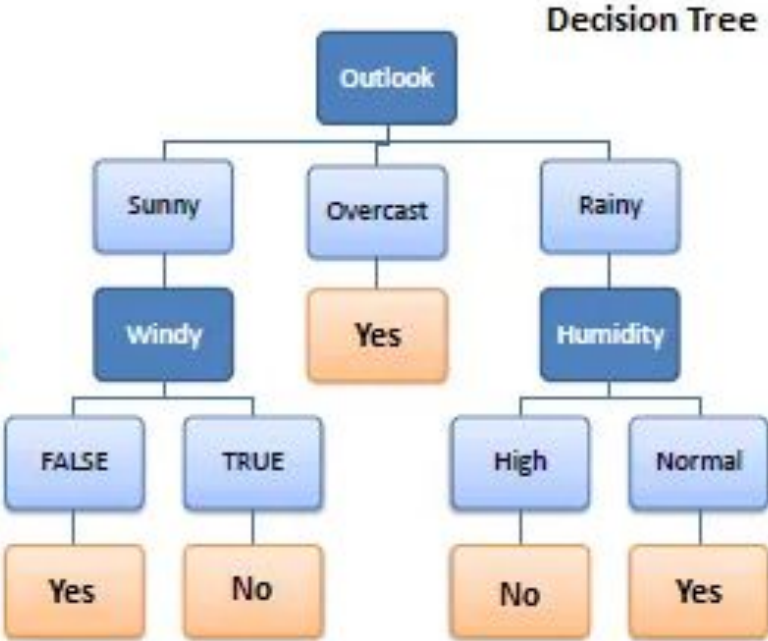 Decision Tree
Outlook
Sunny
Overcast
Rainy
Windy
Yes
Humidity
FALSE
TRUE
High
Normal
Yes
No
No
Yes